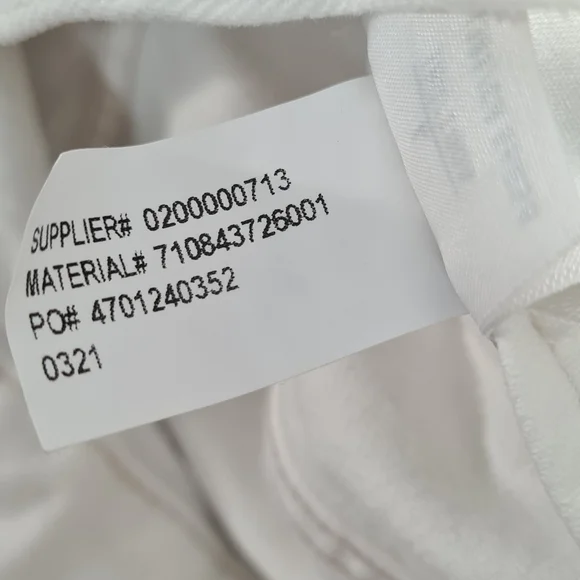 SUPPLIER# 0200000713
MATERIAL# 710843726001
PO# 4701240352
0321